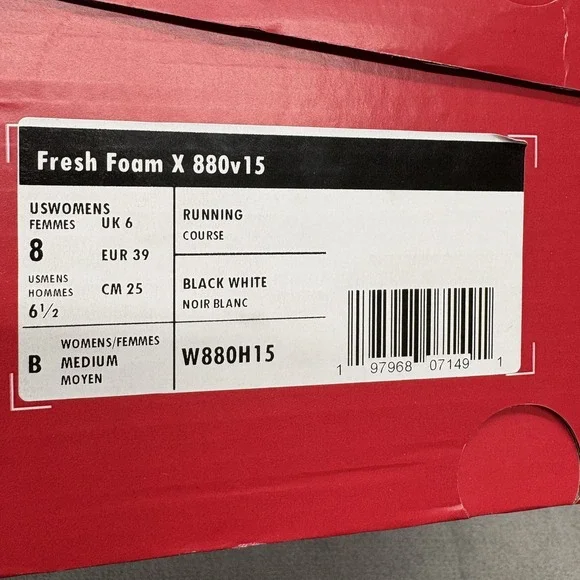 Fresh Foam X 880v15
USWOMENS
FEMMES UK 6
8 EUR 39
USMENS
HOMMES CM 25
6½
RUNNING
COURSE
BLACK WHITE
NOIR BLANC
B WOMENS/FEMMES
MEDIUM
MOYEN
W880H15
1 97968 07149 1